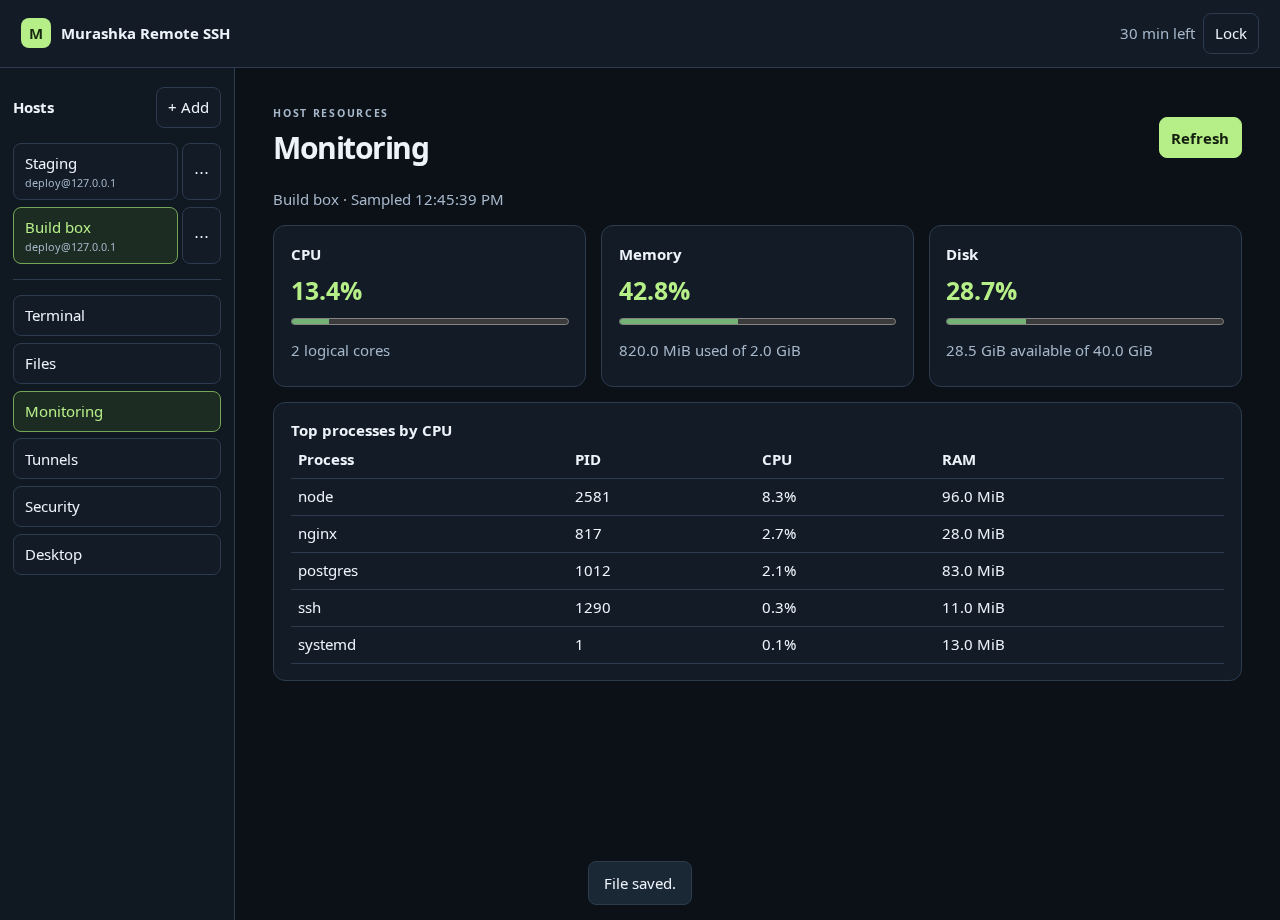 M Murashka Remote SSH
30 min left Lock
Hosts + Add
Staging
deploy@127.0.0.1
...
Build box
deploy@127.0.0.1
...
Terminal
Files
Monitoring
Tunnels
Security
Desktop
HOST RESOURCES
Monitoring
Refresh
Build box · Sampled 12:45:39 PM
CPU
13.4%
2 logical cores
Memory
42.8%
820.0 MiB used of 2.0 GiB
Disk
28.7%
28.5 GiB available of 40.0 GiB
Top processes by CPU
Process PID CPU RAM
node 2581 8.3% 96.0 MiB
nginx 817 2.7% 28.0 MiB
postgres 1012 2.1% 83.0 MiB
ssh 1290 0.3% 11.0 MiB
systemd 1 0.1% 13.0 MiB
File saved.